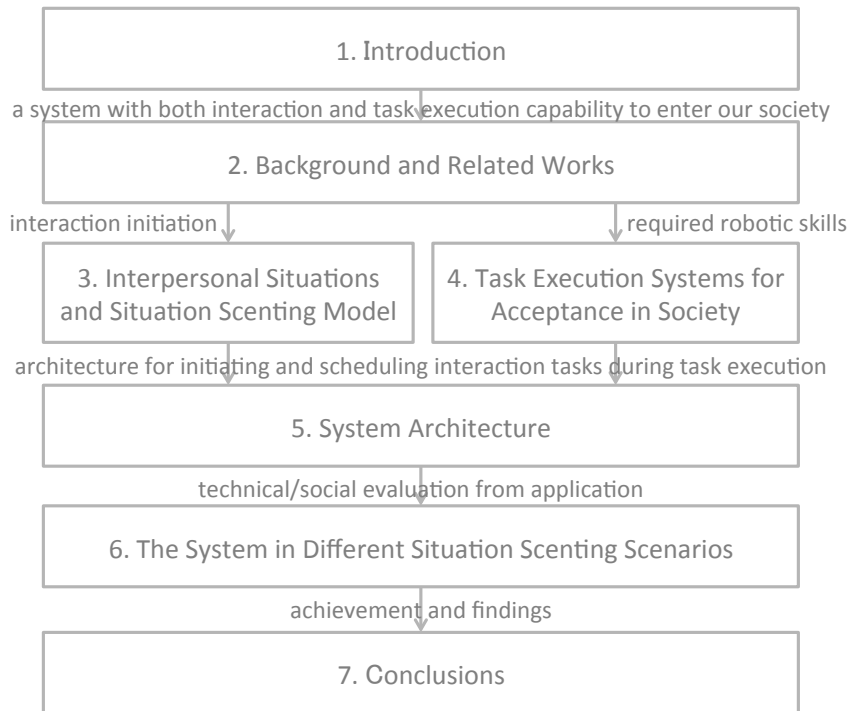 1. Introduction
a system with both interaction and task execution capability to enter our society
2. Background and Related Works
interaction initiation
required robotic skills
3. Interpersonal Situations
and Situation Scenting Model
4. Task Execution Systems for
Acceptance in Society
architecture for initiating and scheduling interaction tasks during task execution
5. System Architecture
technical/social evaluation from application
6. The System in Different Situation Scenting Scenarios
achievement and findings
7. Conclusions